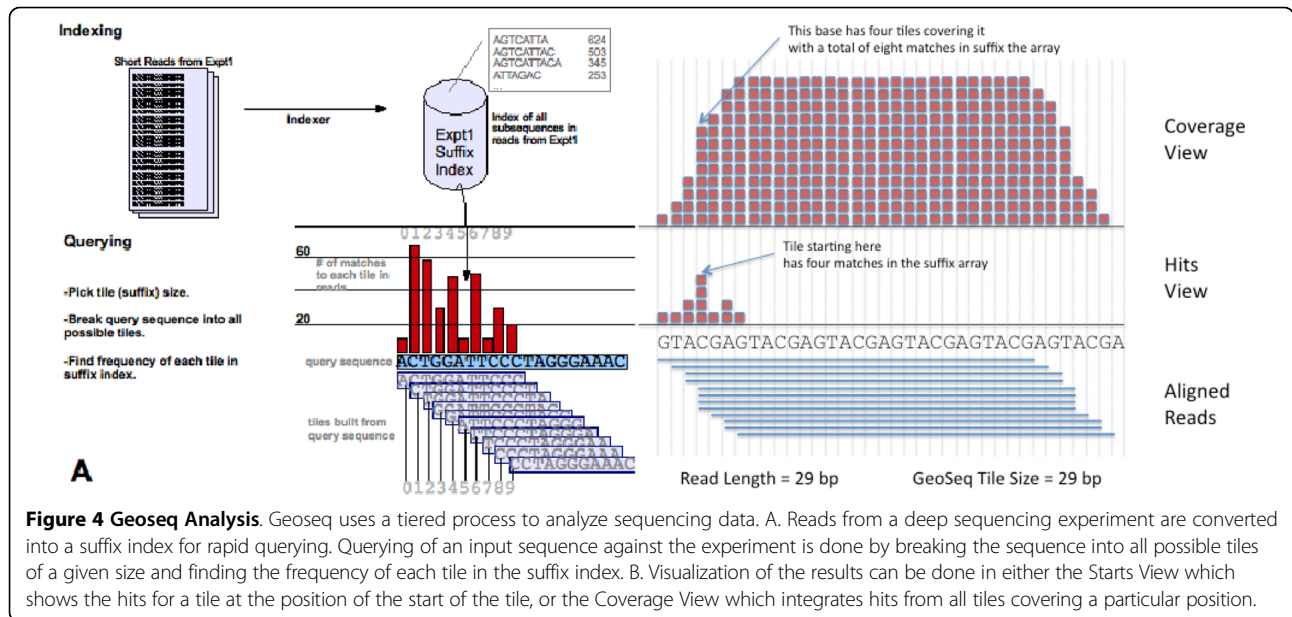 Indexing
Short Reads from Expt1
Indexer
AGTCATTA 624
AGTCATTAC 503
AGTCATTACA 345
ATTAGAC 253
...
Expt1
Suffix
Index
Index of all
subsequences in
reads from Expt1
This base has four tiles covering it
with a total of eight matches in suffix the array
Coverage
View
Querying
-Pick tile (suffix) size.
-Break query sequence into all
possible tiles.
-Find frequency of each tile in
suffix index.
0123456789
60
20
# of matches
to each tile in
reads
query sequence
ACTGGATTCCCTAGGGAAAC
tiles built from
query sequence
ACTGGATTCCC
CTGGATTCCCT
TGGATTCCCTA
CCTAGGGAAAC
0123456789
A
Tile starting here
has four matches in the suffix array
Hits
View
GTACGAGTACGAGTACGAGTACGAGTACGAGTACGA
Aligned
Reads
Read Length = 29 bp
GeoSeq Tile Size = 29 bp
Figure 4 Geoseq Analysis. Geoseq uses a tiered process to analyze sequencing data. A. Reads from a deep sequencing experiment are converted
into a suffix index for rapid querying. Querying of an input sequence against the experiment is done by breaking the sequence into all possible tiles
of a given size and finding the frequency of each tile in the suffix index. B. Visualization of the results can be done in either the Starts View which
shows the hits for a tile at the position of the start of the tile, or the Coverage View which integrates hits from all tiles covering a particular position.